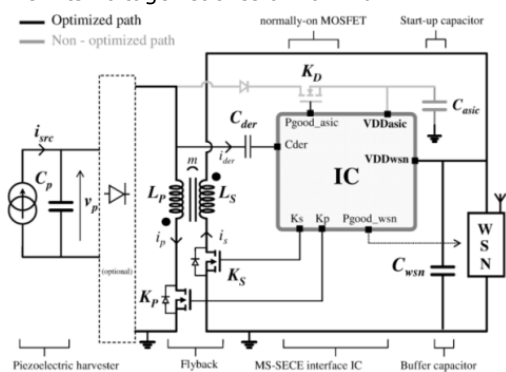 Optimized path
Non - optimized path
normally-on MOSFET
Start-up capacitor
K_D
C_der
C_asic
i_src
C_p
v_p
i_der
Pgood_asic
VDDasic
Cder
VDDwsn
IC
m
L_P
L_S
i_p
i_s
Ks
Kp
Pgood_wsn
W
S
N
K_S
C_wsn
(optional)
K_P
Piezoelectric harvester
Flyback
MS-SECE interface IC
Buffer capacitor